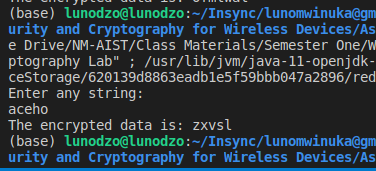 (base) lunodzo@lunodzo:~/Insync/lunomwinuka@gm
urity and Cryptography for Wireless Devices/As
e Drive/NM-AIST/Class Materials/Semester One/W
ptography Lab" ; /usr/lib/jvm/java-11-openjdk-
ceStorage/620139d8863eadb1e5f59bbb047a2896/red
Enter any string:
aceho
The encrypted data is: zxvsl
(base) lunodzo@lunodzo:~/Insync/lunomwinuka@gm
urity and Cryptography for Wireless Devices/As